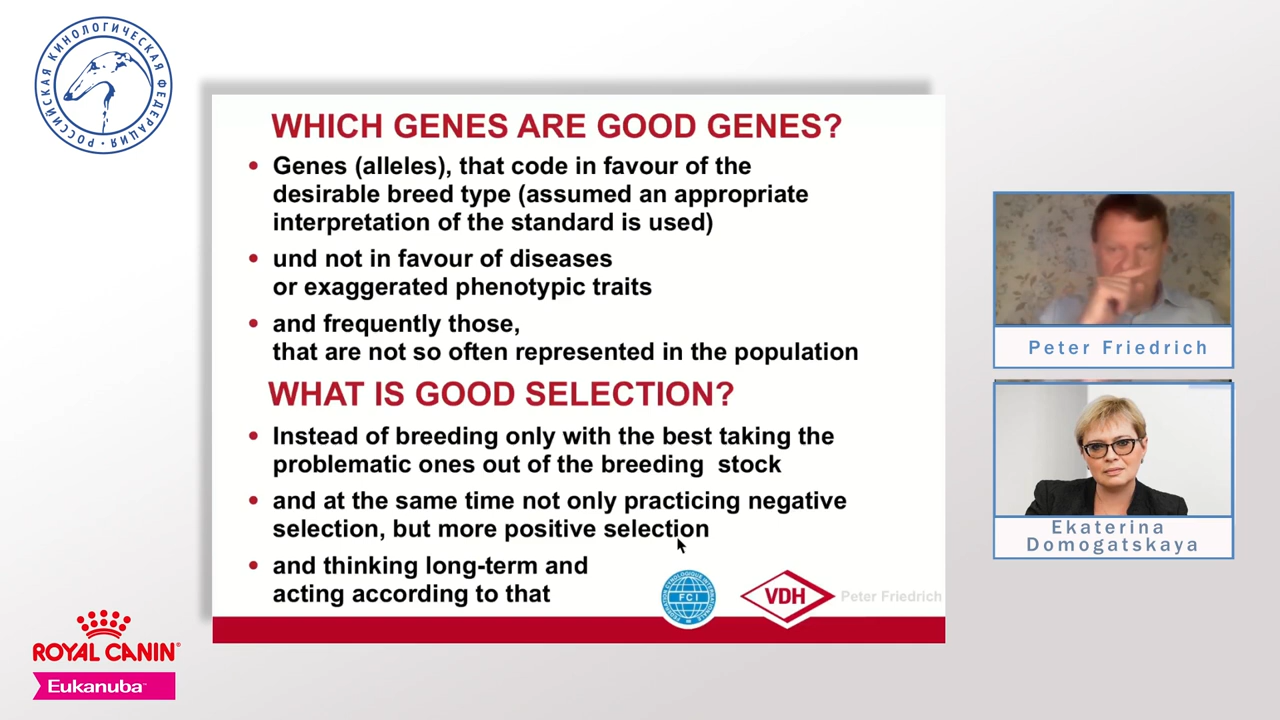 РОССИЙСКАЯ КИНОЛОГИЧЕСКАЯ ФЕДЕРАЦИЯ
WHICH GENES ARE GOOD GENES?
• Genes (alleles), that code in favour of the
desirable breed type (assumed an appropriate
interpretation of the standard is used)
• und not in favour of diseases
or exaggerated phenotypic traits
• and frequently those,
that are not so often represented in the population
WHAT IS GOOD SELECTION?
• Instead of breeding only with the best taking the
problematic ones out of the breeding stock
• and at the same time not only practicing negative
selection, but more positive selection
• and thinking long-term and
acting according to that
FCI
VDH
Peter Friedrich
Peter Friedrich
Ekaterina
Domogatskaya
ROYAL CANIN
Eukanuba